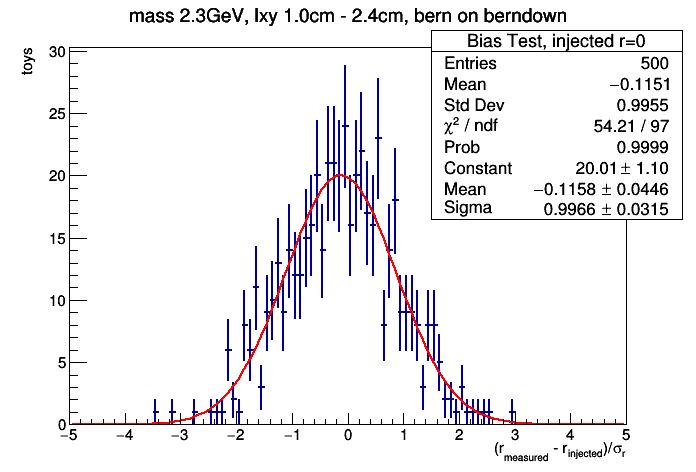 mass 2.3GeV, lxy 1.0cm - 2.4cm, bern on berndown
Bias Test, injected r=0
Entries 500
Mean −0.1151
Std Dev 0.9955
χ² / ndf 54.21 / 97
Prob 0.9999
Constant 20.01 ± 1.10
Mean −0.1158 ± 0.0446
Sigma 0.9966 ± 0.0315
toys
30
25
20
15
10
5
0
−5 −4 −3 −2 −1 0 1 2 3 4 5
(r_measured - r_injected)/σ_r